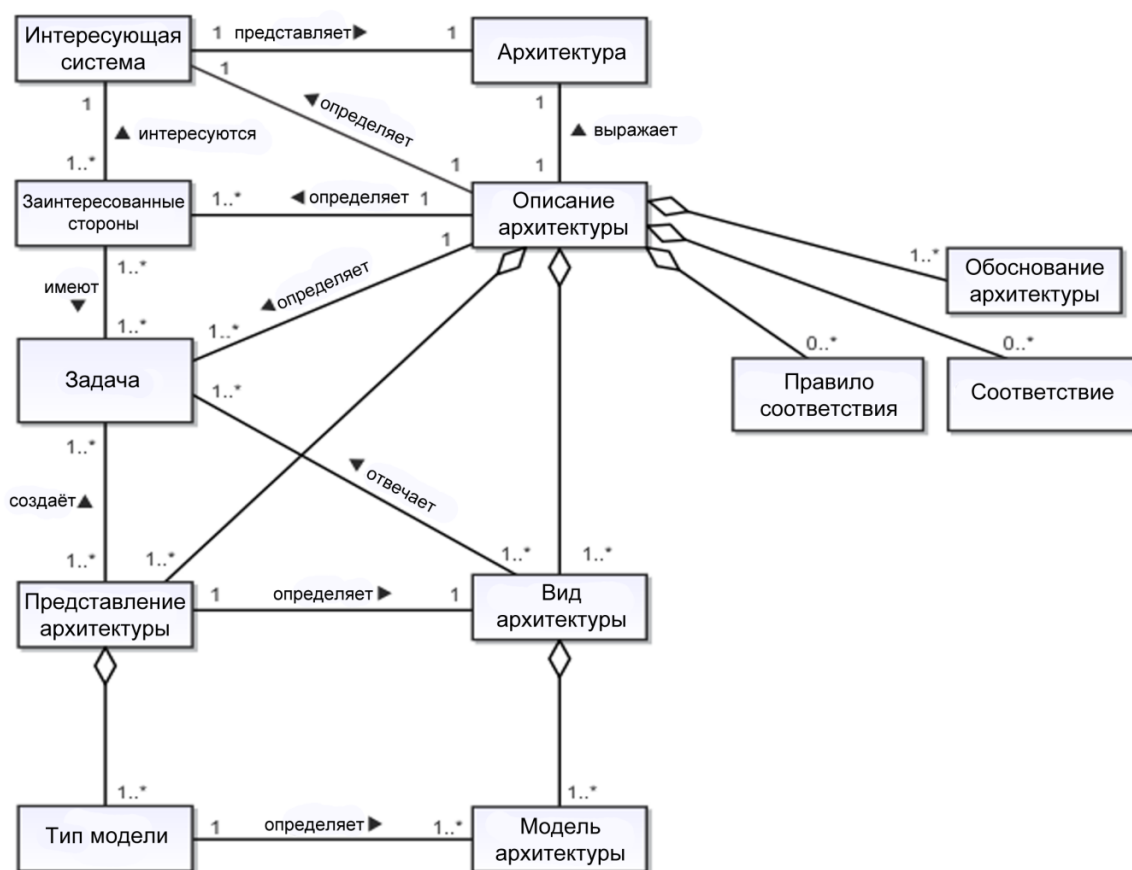 Интересующая
система
1 представляет► 1
Архитектура
1
1
◄ определяет
1
1
▲ интересуются
1..*
1
▲ выражает
1
Заинтересованные
стороны
1..* ◄ определяет 1
Описание
архитектуры
1..*
имеют
▼
1..*
1
◄ определяет
1..*
1..*
Обоснование
архитектуры
0..*
0..*
Задача
Правило
соответствия
Соответствие
1..*
1..*
◄ отвечает
создаёт▲
1..*
1..*
1..*
1..*
Представление
архитектуры
1 определяет► 1
Вид
архитектуры
1..*
1..*
Тип модели
1 определяет► 1..*
Модель
архитектуры